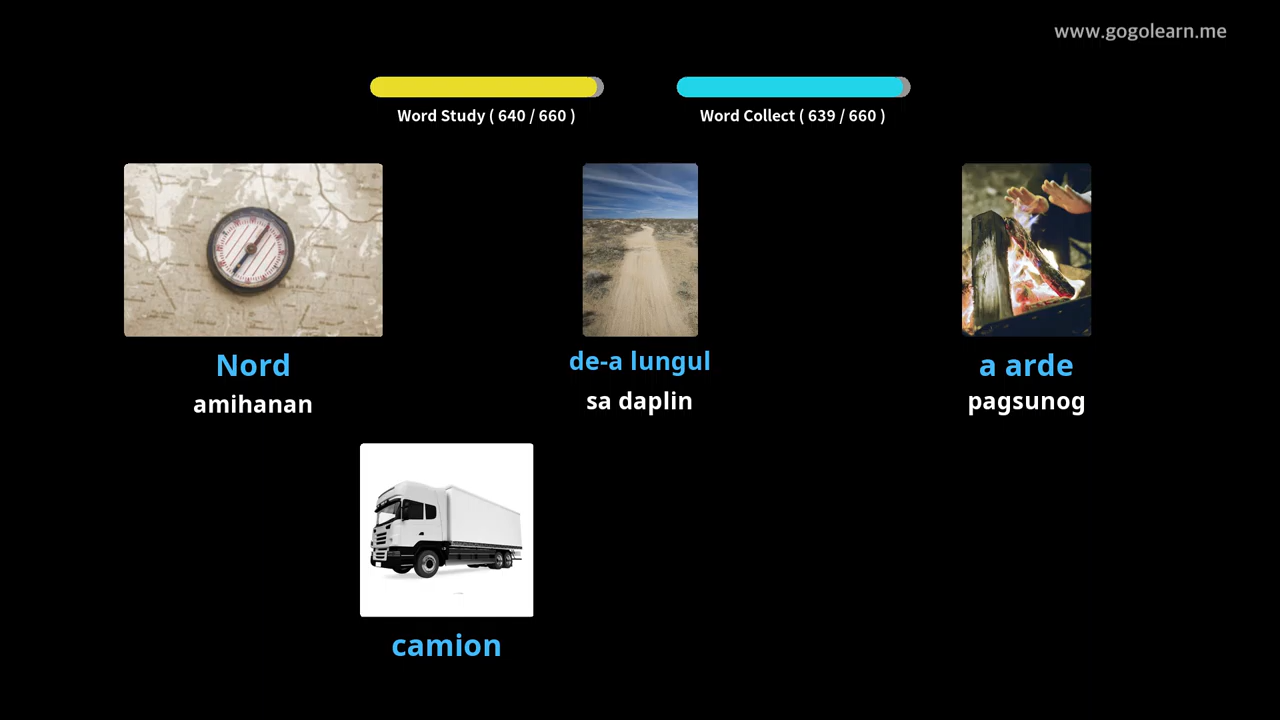 www.gogolearn.me
Word Study ( 640 / 660 )
Word Collect ( 639 / 660 )
Nord
amihanan
de-a lungul
sa daplin
a arde
pagsunog
camion